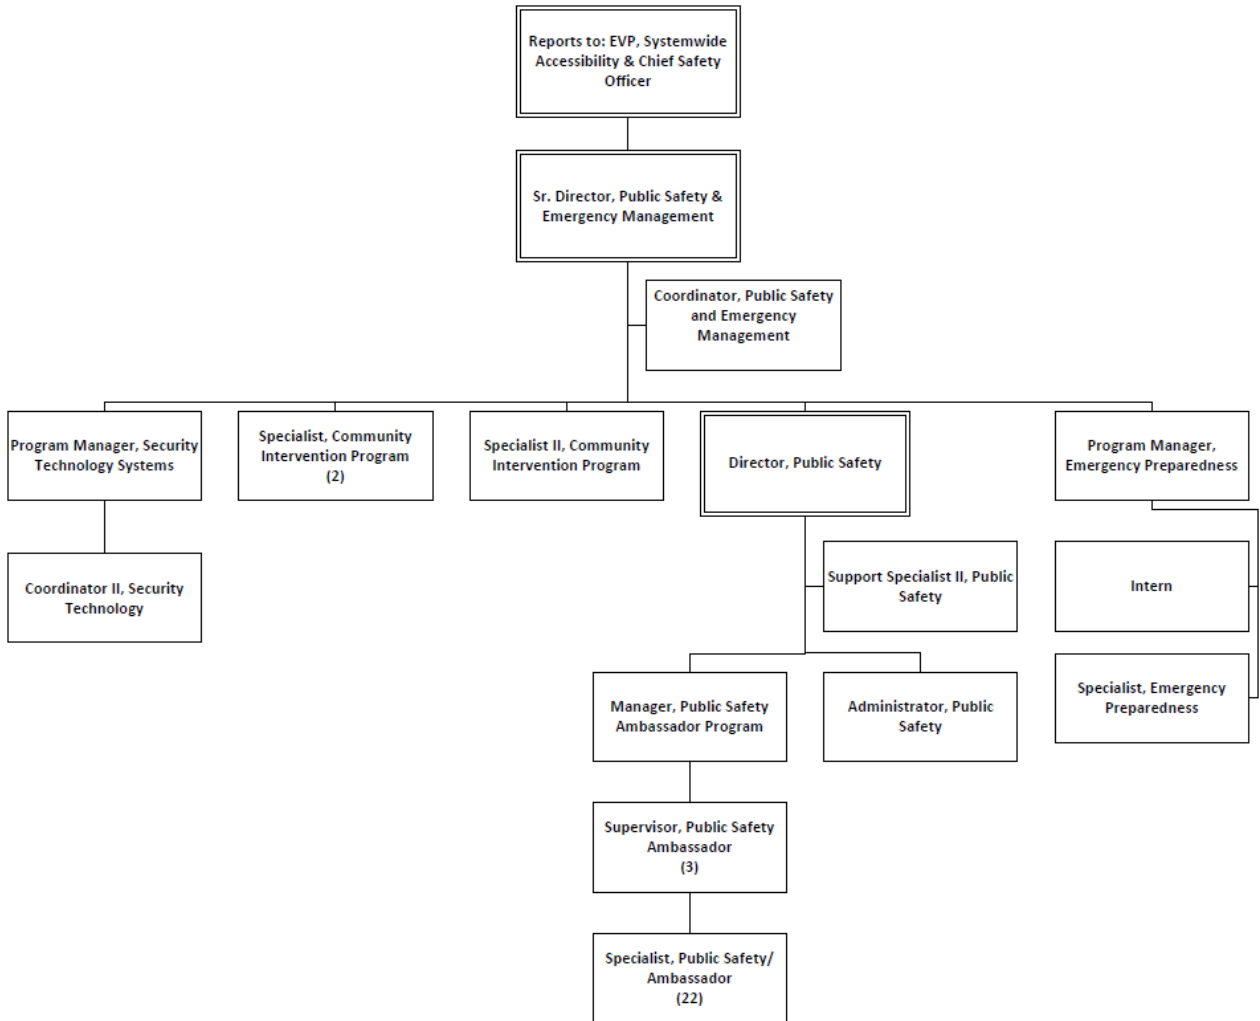 Reports to: EVP, Systemwide
Accessibility & Chief Safety
Officer
Sr. Director, Public Safety &
Emergency Management
Coordinator, Public Safety
and Emergency
Management
Program Manager, Security
Technology Systems
Specialist, Community
Intervention Program
(2)
Specialist II, Community
Intervention Program
Director, Public Safety
Program Manager,
Emergency Preparedness
Coordinator II, Security
Technology
Support Specialist II, Public
Safety
Intern
Manager, Public Safety
Ambassador Program
Administrator, Public
Safety
Specialist, Emergency
Preparedness
Supervisor, Public Safety
Ambassador
(3)
Specialist, Public Safety/
Ambassador
(22)